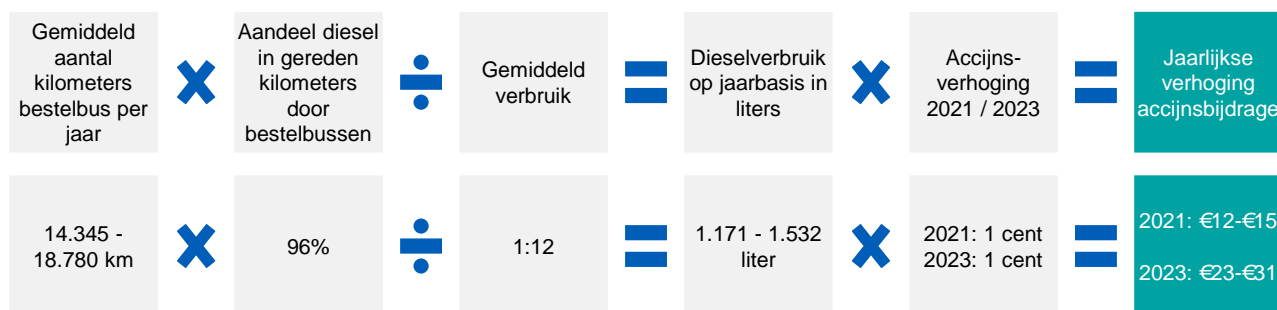 Gemiddeld
aantal
kilometers
bestelbus per
jaar
Aandeel diesel
in gereden
kilometers
door
bestelbussen
Gemiddeld
verbruik
Dieselverbruik
op jaarbasis in
liters
Accijns-
verhoging
2021 / 2023
Jaarlijkse
verhoging
accijnsbijdrage
14.345 -
18.780 km
96%
1:12
1.171 - 1.532
liter
2021: 1 cent
2023: 1 cent
2021: €12-€15
2023: €23-€31